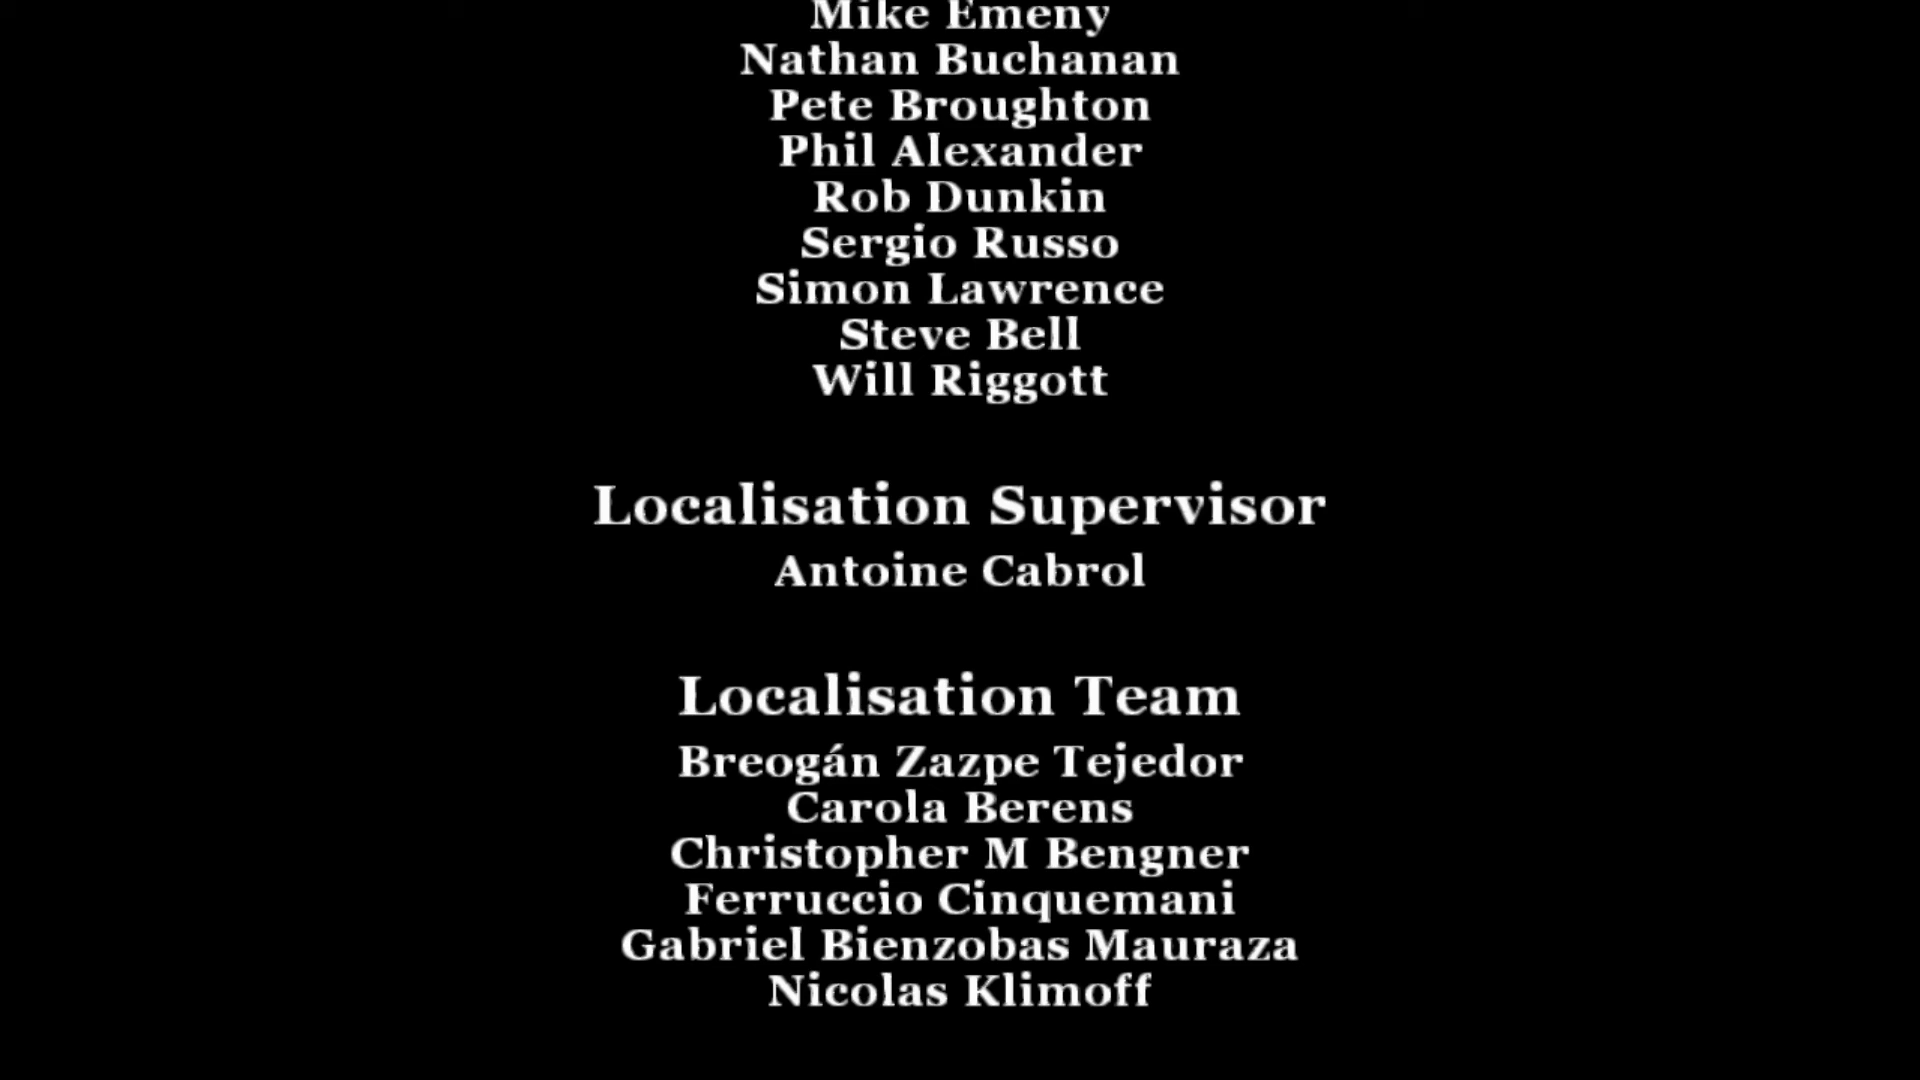 Mike Emeny
Nathan Buchanan
Pete Broughton
Phil Alexander
Rob Dunkin
Sergio Russo
Simon Lawrence
Steve Bell
Will Riggott
Localisation Supervisor
Antoine Cabrol
Localisation Team
Breogán Zazpe Tejedor
Carola Berens
Christopher M Bengner
Ferruccio Cinquemani
Gabriel Bienzobas Mauraza
Nicolas Klimoff